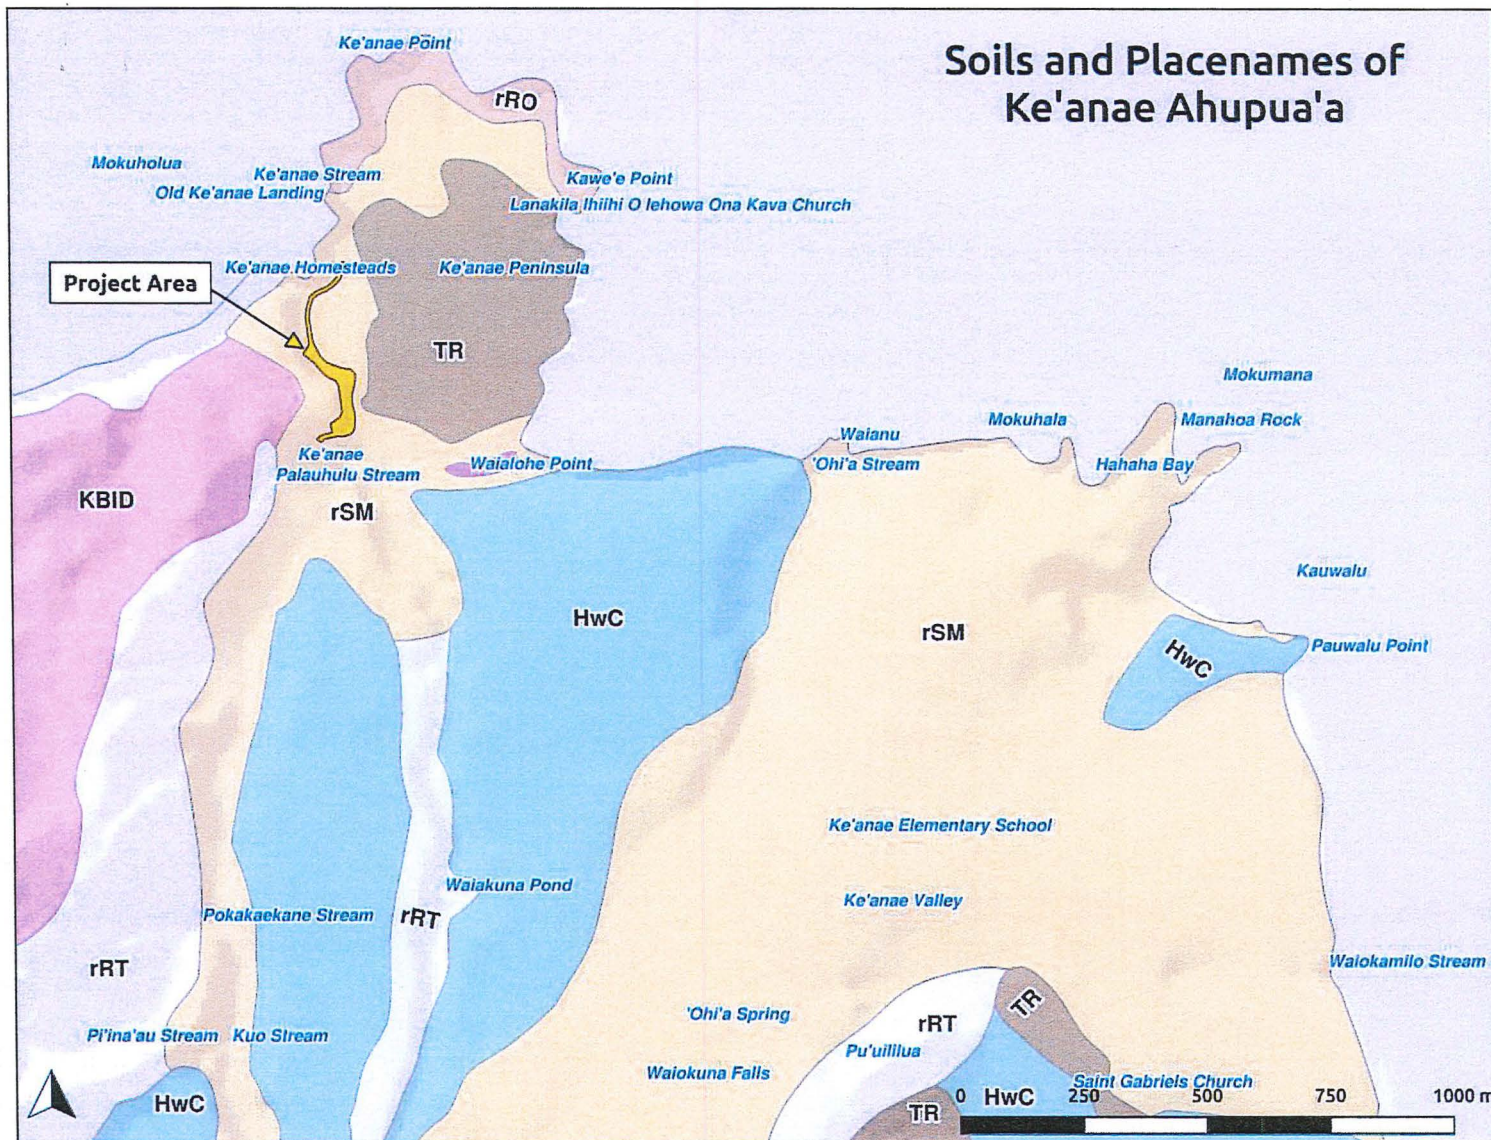 Soils and Placenames of
Ke'anae Ahupua'a
Ke'anae Point
rRO
Mokuholua
Ke'anae Stream
Old Ke'anae Landing
Kawe'e Point
Lanakila Ihiihi O Iehowa Ona Kava Church
Ke'anae Homesteads
Ke'anae Peninsula
Project Area
TR
Mokumana
Mokuhala
Manahoa Rock
Waianu
Ke'anae
Palauhulu Stream
Waialohe Point
'Ohi'a Stream
Hahaha Bay
KBID
rSM
Kauwalu
HwC
rSM
HwC
Pauwalu Point
Ke'anae Elementary School
Waiakuna Pond
Ke'anae Valley
Pokakaekane Stream
rRT
rRT
Waiokamilo Stream
'Ohi'a Spring
TR
rRT
Pi'ina'au Stream
Kuo Stream
Pu'uililua
Waiokuna Falls
Saint Gabriels Church
HwC
TR
HwC
0 250 500 750 1000 m